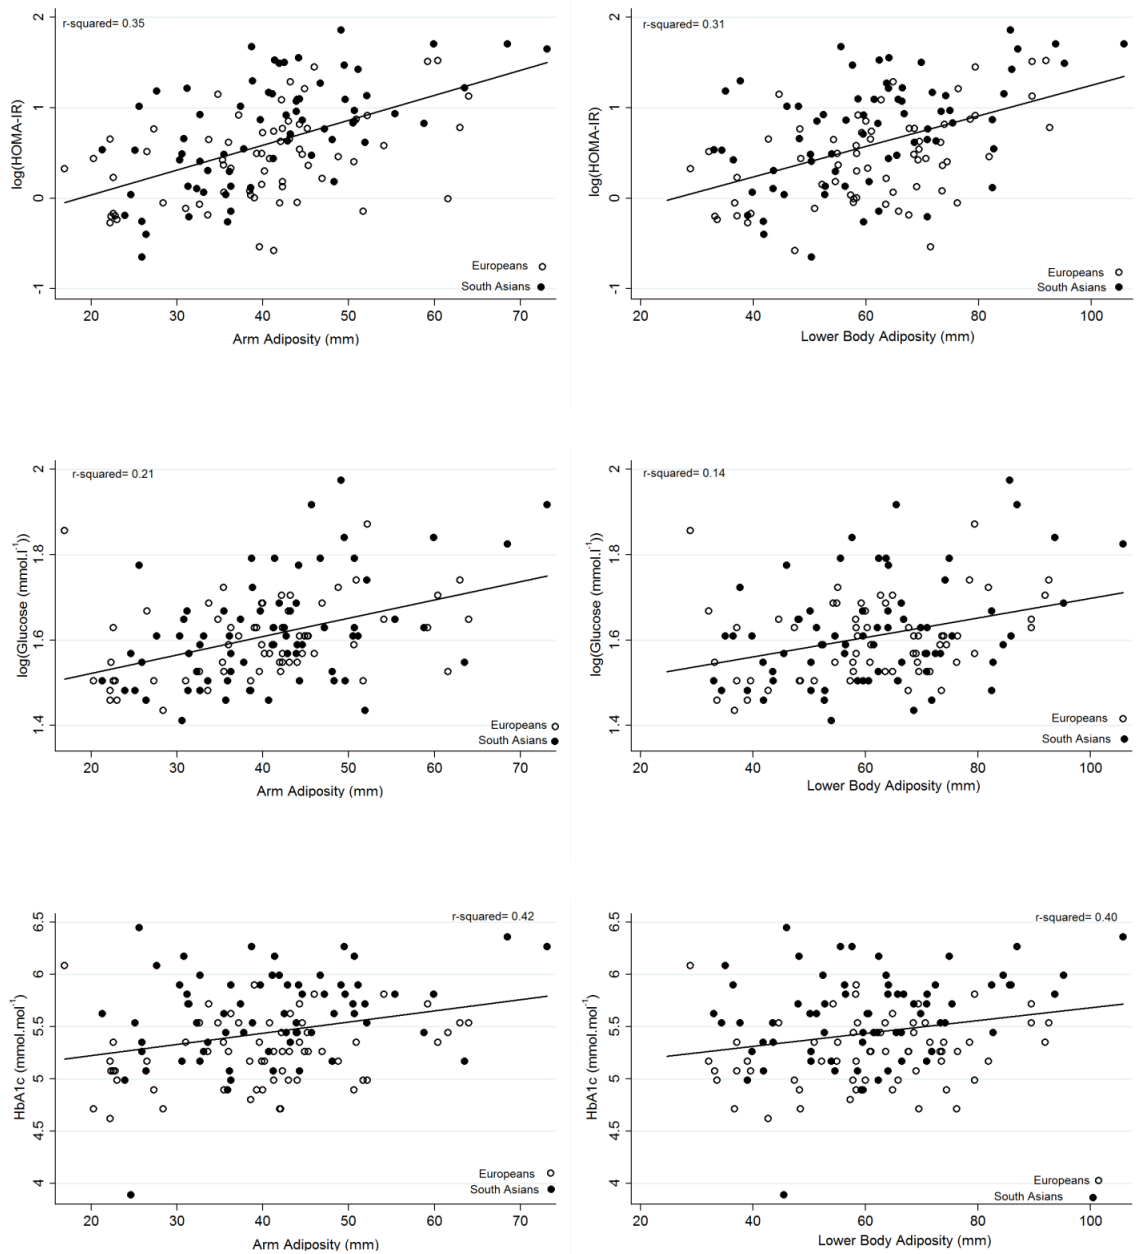 r-squared= 0.35
2
1
0
-1
log(HOMA-IR)
Europeans
South Asians
20 30 40 50 60 70
Arm Adiposity (mm)
r-squared= 0.31
2
1
0
-1
log(HOMA-IR)
Europeans
South Asians
20 40 60 80 100
Lower Body Adiposity (mm)
r-squared= 0.21
2
1.8
1.6
1.4
log(Glucose (mmol.l⁻¹))
Europeans
South Asians
20 30 40 50 60 70
Arm Adiposity (mm)
r-squared= 0.14
2
1.8
1.6
1.4
log(Glucose (mmol.l⁻¹))
Europeans
South Asians
20 40 60 80 100
Lower Body Adiposity (mm)
r-squared= 0.42
6.5
6
5.5
5
4.5
4
HbA1c (mmol.mol⁻¹)
Europeans
South Asians
20 30 40 50 60 70
Arm Adiposity (mm)
r-squared= 0.40
6.5
6
5.5
5
4.5
4
HbA1c (mmol.mol⁻¹)
Europeans
South Asians
20 40 60 80 100
Lower Body Adiposity (mm)